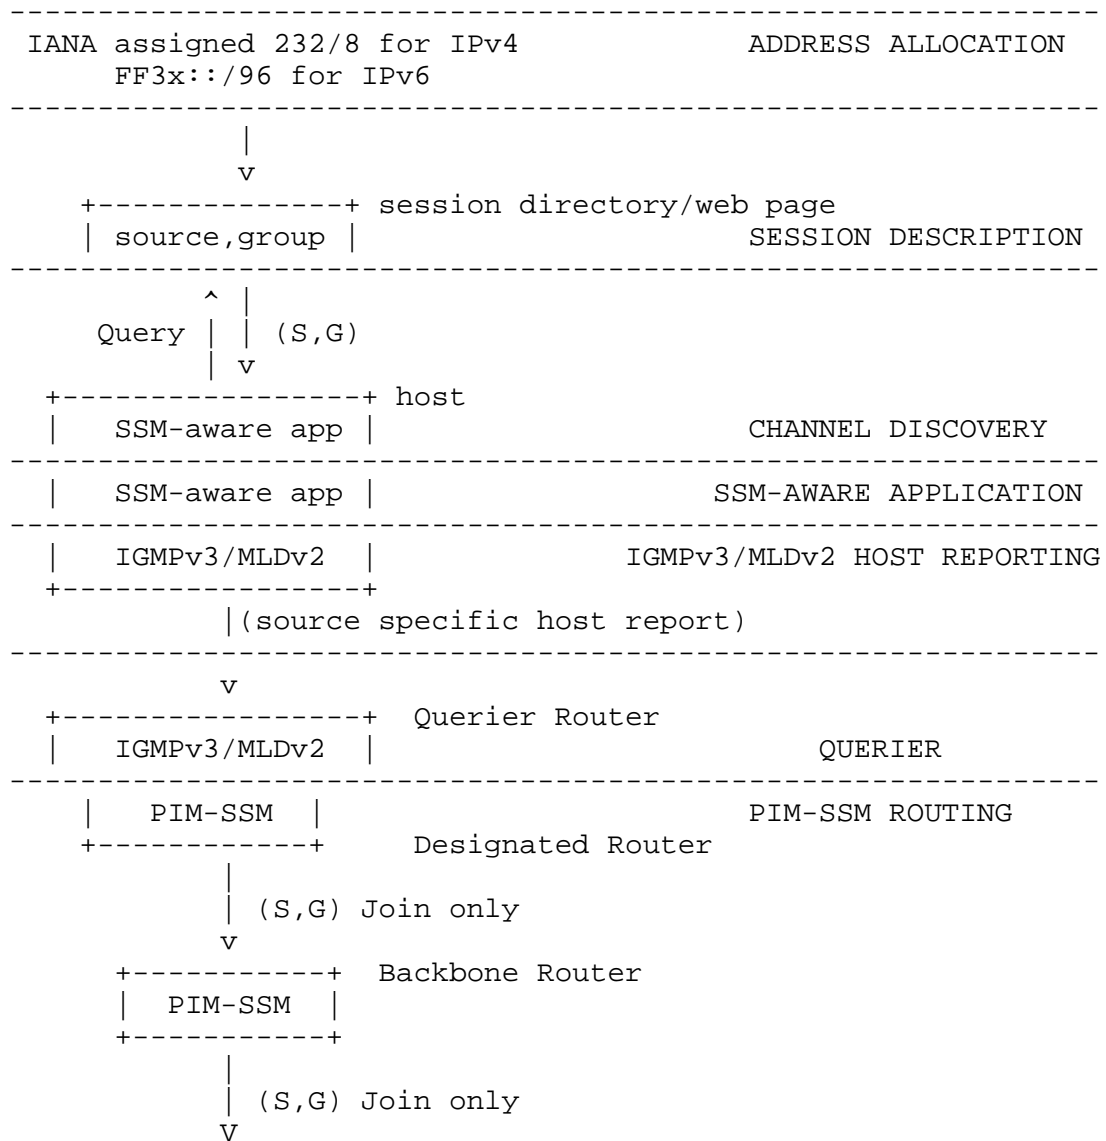 -------------------------------------------------------------
IANA assigned 232/8 for IPv4             ADDRESS ALLOCATION
     FF3x::/96 for IPv6
-------------------------------------------------------------
             |
             v
    +--------------+ session directory/web page
    | source,group |                      SESSION DESCRIPTION
-------------------------------------------------------------
           ^ |
     Query | | (S,G)
           | v
  +-----------------+ host
  |   SSM-aware app |                     CHANNEL DISCOVERY
-------------------------------------------------------------
  |   SSM-aware app |                   SSM-AWARE APPLICATION
-------------------------------------------------------------
  |   IGMPv3/MLDv2  |              IGMPv3/MLDv2 HOST REPORTING
  +-----------------+
            |(source specific host report)
-------------------------------------------------------------
            v
  +-----------------+  Querier Router
  |   IGMPv3/MLDv2  |                         QUERIER
-------------------------------------------------------------
    |   PIM-SSM  |                        PIM-SSM ROUTING
    +------------+     Designated Router
            |
            | (S,G) Join only
            v
      +-----------+  Backbone Router
      |  PIM-SSM  |
      +-----------+
            |
            | (S,G) Join only
            V